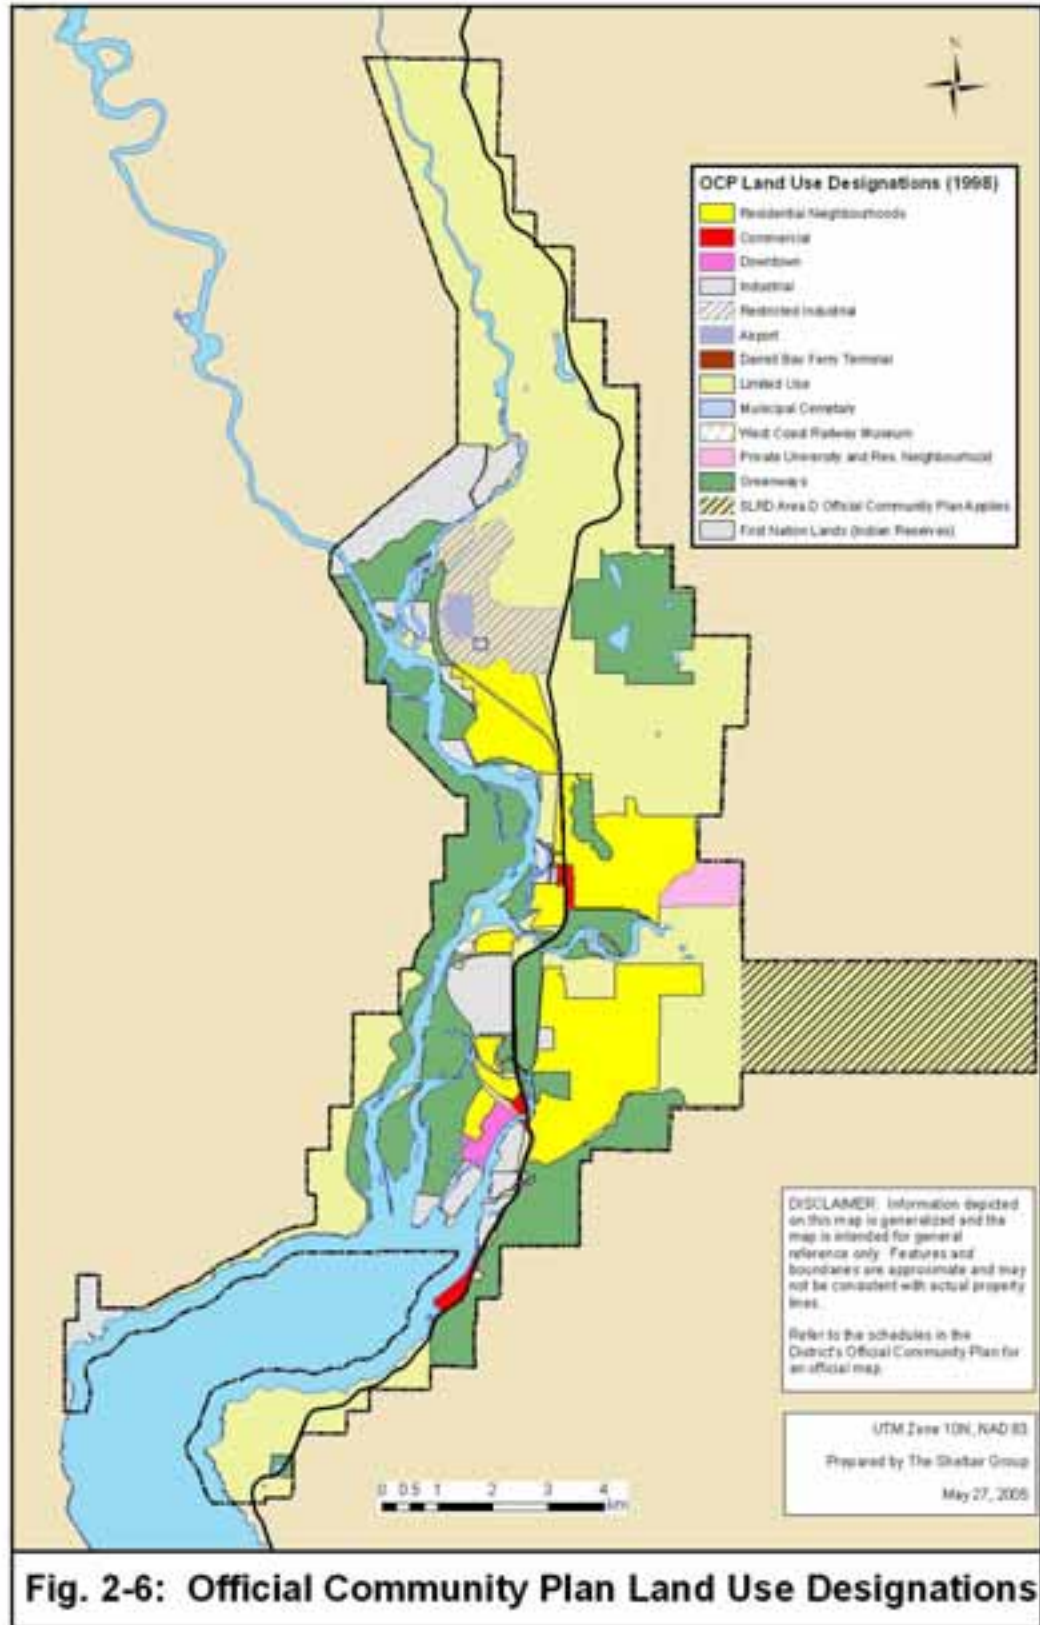 N
OCP Land Use Designations (1998)
Residential Neighbourhoods
Commercial
Downtown
Industrial
Restricted Industrial
Airport
Darrell Bay Ferry Terminal
Limited Use
Municipal Cemetary
West Coast Railway Museum
Private University and Res. Neighbourhood
Greenways
SLRD Area D Official Community Plan Applies
First Nation Lands (Indian Reserves)
DISCLAIMER: Information depicted
on this map is generalized and the
map is intended for general
reference only. Features and
boundaries are approximate and may
not be consistent with actual property
lines.
Refer to the schedules in the
District's Official Community Plan for
an official map.
UTM Zone 10N, NAD 83
Prepared by The Sheltair Group
May 27, 2005
0 0.5 1 2 3 4
km
Fig. 2-6: Official Community Plan Land Use Designations